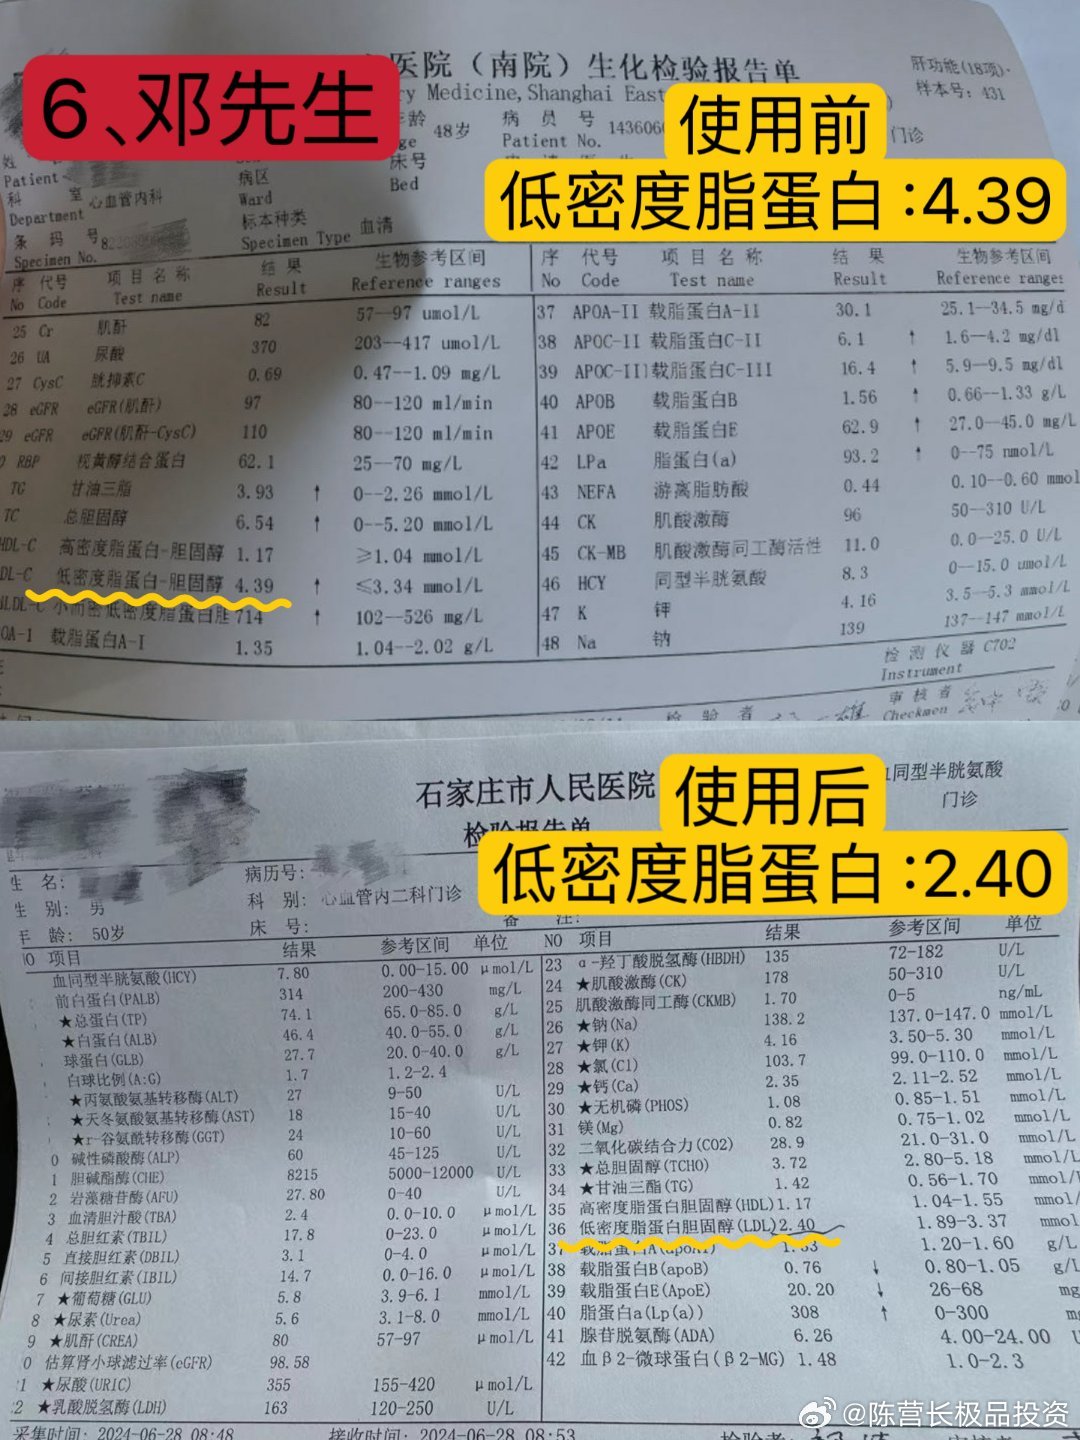 6、邓先生
医院（南院）生化检验报告单
肝功能(18项)
ry Medicine,Shanghai East
样本号: 431
使用前
低密度脂蛋白:4.39
48岁
病 员 号
Patient No.
1436060
门诊
Patient
床号
Bed
科 室
Department
心血管内科
病区
Ward
条 码 号
Specimen No.
标本种类
Specimen Type 血清
序 代号 项目名称 结果 生物参考区间 序 代号 项目名称 结果 生物参考区间
No Code Test name Result Reference ranges No Code Test name Result Reference ranges
25 Cr 肌酐 82 57--97 umol/L
26 UA 尿酸 370 203--417 umol/L
27 CysC 胱抑素C 0.69 0.47--1.09 mg/L
28 eGFR eGFR(肌酐) 97 80--120 ml/min
29 eGFR eGFR(肌酐-CysC) 110 80--120 ml/min
0 RBP 视黄醇结合蛋白 62.1 25--70 mg/L
TG 甘油三脂 3.93 ↑ 0--2.26 mmol/L
TC 总胆固醇 6.54 ↑ 0--5.20 mmol/L
HDL-C 高密度脂蛋白-胆固醇 1.17 ≥1.04 mmol/L
DL-C 低密度脂蛋白-胆固醇 4.39 ↑ ≤3.34 mmol/L
LDL-C 小而密低密度脂蛋白胆 714 ↑ 102--526 mg/L
OA-1 载脂蛋白A-I 1.35 1.04--2.02 g/L
37 APOA-II 载脂蛋白A-II 30.1 25.1--34.5 mg/d
38 APOC-II 载脂蛋白C-II 6.1 ↑ 1.6--4.2 mg/dl
39 APOC-III 载脂蛋白C-III 16.4 ↑ 5.9--9.5 mg/dl
40 APOB 载脂蛋白B 1.56 ↑ 0.66--1.33 g/L
41 APOE 载脂蛋白E 62.9 ↑ 27.0--45.0 mg/L
42 LPa 脂蛋白(a) 93.2 ↑ 0--75 nmol/L
43 NEFA 游离脂肪酸 0.44 0.10--0.60 mmol
44 CK 肌酸激酶 96 50--310 U/L
45 CK-MB 肌酸激酶同工酶活性 11.0 0.0--25.0 U/L
46 HCY 同型半胱氨酸 8.3 0--15.0 umol/L
47 K 钾 4.16 3.5--5.3 mmol/L
48 Na 钠 139 137--147 mmol/L
检测仪器 C702
Instrument
检 验 者
审核者
Checkmen
石家庄市人民医院
检验报告单
血同型半胱氨酸
门诊
使用后
低密度脂蛋白:2.40
姓 名:
病历号:
性 别: 男
科 别: 心血管内二科门诊
年 龄: 50岁
床 号:
备 注:
NO 项目 结果 参考区间 单位 NO 项目 结果 参考区间 单位
血同型半胱氨酸(HCY) 7.80 0.00-15.00 μmol/L
前白蛋白(PALB) 314 200-430 mg/L
★总蛋白(TP) 74.1 65.0-85.0 g/L
★白蛋白(ALB) 46.4 40.0-55.0 g/L
球蛋白(GLB) 27.7 20.0-40.0 g/L
白球比例(A:G) 1.7 1.2-2.4
★丙氨酸氨基转移酶(ALT) 27 9-50 U/L
★天冬氨酸氨基转移酶(AST) 18 15-40 U/L
★r-谷氨酰转移酶(GGT) 24 10-60 U/L
0 碱性磷酸酶(ALP) 60 45-125 U/L
1 胆碱酯酶(CHE) 8215 5000-12000 U/L
2 岩藻糖苷酶(AFU) 27.80 0-40 U/L
3 血清胆汁酸(TBA) 2.4 0.0-10.0 μmol/L
4 总胆红素(TBIL) 17.8 0-23.0 μmol/L
5 直接胆红素(DBIL) 3.1 0-4.0 μmol/L
6 间接胆红素(IBIL) 14.7 0.0-16.0 μmol/L
7 ★葡萄糖(GLU) 5.8 3.9-6.1 mmol/L
8 ★尿素(Urea) 5.6 3.1-8.0 mmol/L
9 ★肌酐(CREA) 80 57-97 μmol/L
0 估算肾小球滤过率(eGFR) 98.58
1 ★尿酸(URIC) 355 155-420 μmol/L
2 ★乳酸脱氢酶(LDH) 163 120-250 U/L
23 α-羟丁酸脱氢酶(HBDH) 135 72-182 U/L
24 ★肌酸激酶(CK) 178 50-310 U/L
25 肌酸激酶同工酶(CKMB) 1.70 0-5 ng/mL
26 ★钠(Na) 138.2 137.0-147.0 mmol/L
27 ★钾(K) 4.16 3.50-5.30 mmol/L
28 ★氯(Cl) 103.7 99.0-110.0 mmol/L
29 ★钙(Ca) 2.35 2.11-2.52 mmol/L
30 ★无机磷(PHOS) 1.08 0.85-1.51 mmol/L
31 镁(Mg) 0.82 0.75-1.02 mmol/L
32 二氧化碳结合力(CO2) 28.9 21.0-31.0 mmol/L
33 ★总胆固醇(TCHO) 3.72 2.80-5.18 mmol/L
34 ★甘油三酯(TG) 1.42 0.56-1.70 mmol/L
35 高密度脂蛋白胆固醇(HDL) 1.17 1.04-1.55 mmol/L
36 低密度脂蛋白胆固醇(LDL) 2.40 1.89-3.37 mmol
37 载脂蛋白A(apoA1) 1.33 1.20-1.60 g/L
38 载脂蛋白B(apoB) 0.76 ↓ 0.80-1.05 g/L
39 载脂蛋白E(ApoE) 20.20 ↓ 26-68 mg
40 脂蛋白a(Lp(a)) 308 ↑ 0-300 mg
41 腺苷脱氨酶(ADA) 6.26 4.00-24.00 U
42 血β2-微球蛋白(β2-MG) 1.48 1.0-2.3
采集时间: 2024-06-28 08:48 接收时间: 2024-06-28 08:53 检验者:
@陈营长极品投资